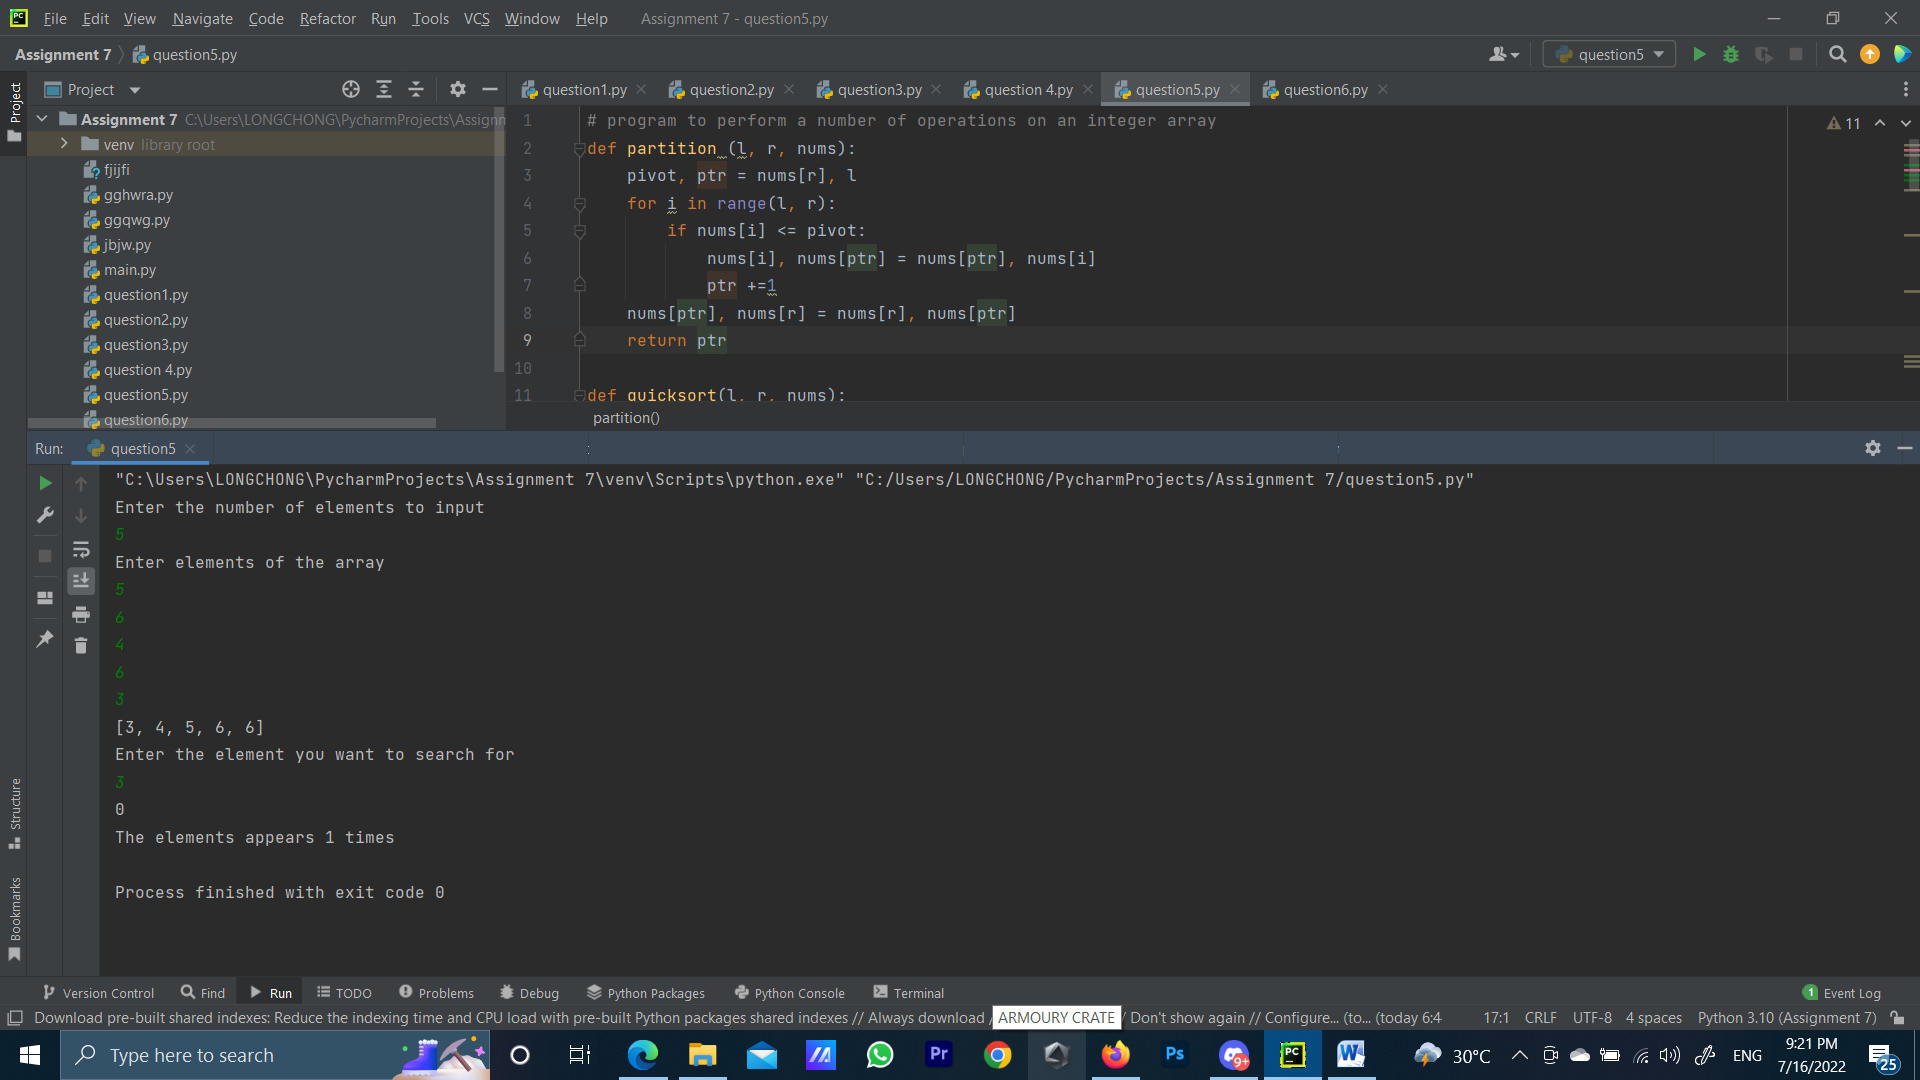 File Edit View Navigate Code Refactor Run Tools VCS Window Help Assignment 7 - question5.py
Assignment 7 question5.py question5
Project
Project
Assignment 7 C:\Users\LONGCHONG\PycharmProjects\Assignm
venv library root
fjijfi
gghwra.py
ggqwg.py
jbjw.py
main.py
question1.py
question2.py
question3.py
question 4.py
question5.py
question6.py
question1.py question2.py question3.py question 4.py question5.py question6.py
11
1 # program to perform a number of operations on an integer array
2 def partition (l, r, nums):
3 pivot, ptr = nums[r], l
4 for i in range(l, r):
5 if nums[i] <= pivot:
6 nums[i], nums[ptr] = nums[ptr], nums[i]
7 ptr +=1
8 nums[ptr], nums[r] = nums[r], nums[ptr]
9 return ptr
10
11 def quicksort(l, r, nums):
partition()
Run: question5
"C:\Users\LONGCHONG\PycharmProjects\Assignment 7\venv\Scripts\python.exe" "C:/Users/LONGCHONG/PycharmProjects/Assignment 7/question5.py"
Enter the number of elements to input
5
Enter elements of the array
5
6
4
6
3
[3, 4, 5, 6, 6]
Enter the element you want to search for
3
0
The elements appears 1 times
Process finished with exit code 0
Structure
Bookmarks
Version Control Find Run TODO Problems Debug Python Packages Python Console Terminal 1 Event Log
Download pre-built shared indexes: Reduce the indexing time and CPU load with pre-built Python packages shared indexes // Always download / ARMOURY CRATE / Don't show again // Configure... (to... (today 6:4 17:1 CRLF UTF-8 4 spaces Python 3.10 (Assignment 7)
Type here to search Pr Ps 9+ PC W 30°C ENG 9:21 PM
7/16/2022 25